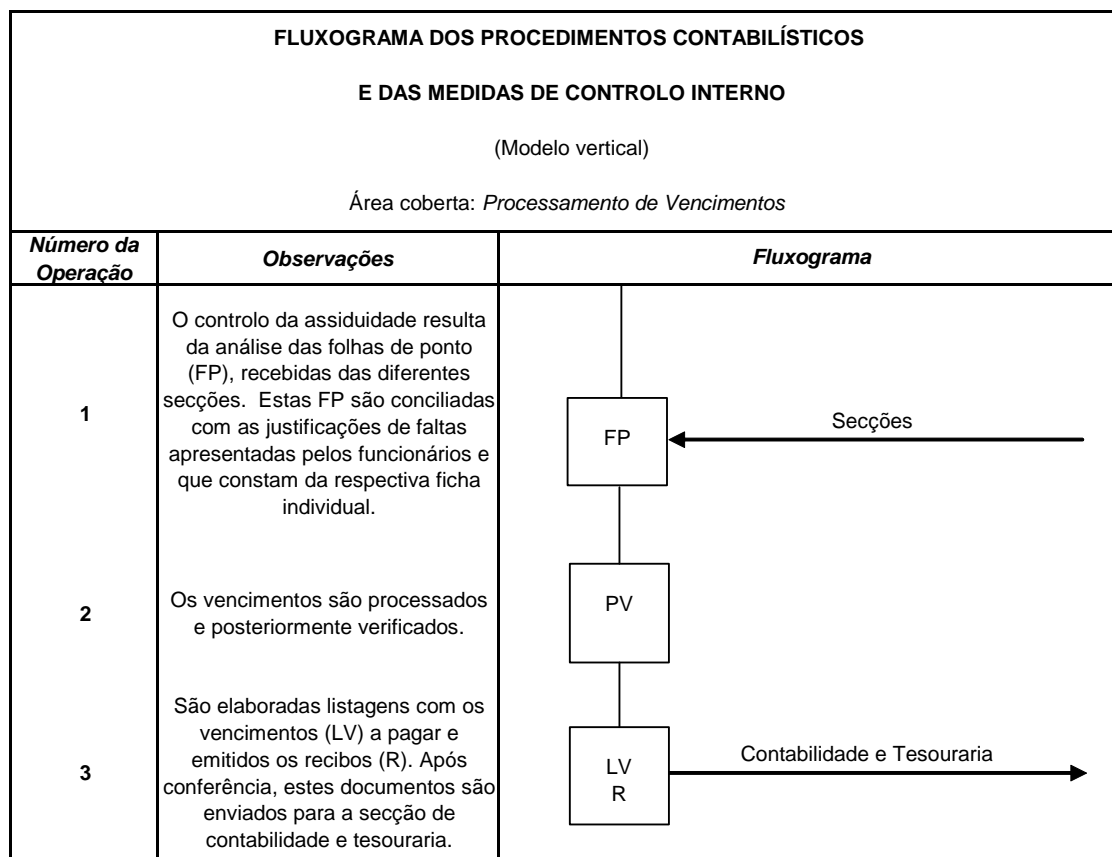 FLUXOGRAMA DOS PROCEDIMENTOS CONTABILÍSTICOS
E DAS MEDIDAS DE CONTROLO INTERNO
(Modelo vertical)
Área coberta: Processamento de Vencimentos
Número da
Operação
Observações
Fluxograma
1
O controlo da assiduidade resulta
da análise das folhas de ponto
(FP), recebidas das diferentes
secções. Estas FP são conciliadas
com as justificações de faltas
apresentadas pelos funcionários e
que constam da respectiva ficha
individual.
FP
Secções
2
Os vencimentos são processados
e posteriormente verificados.
PV
3
São elaboradas listagens com os
vencimentos (LV) a pagar e
emitidos os recibos (R). Após
conferência, estes documentos são
enviados para a secção de
contabilidade e tesouraria.
LV
R
Contabilidade e Tesouraria